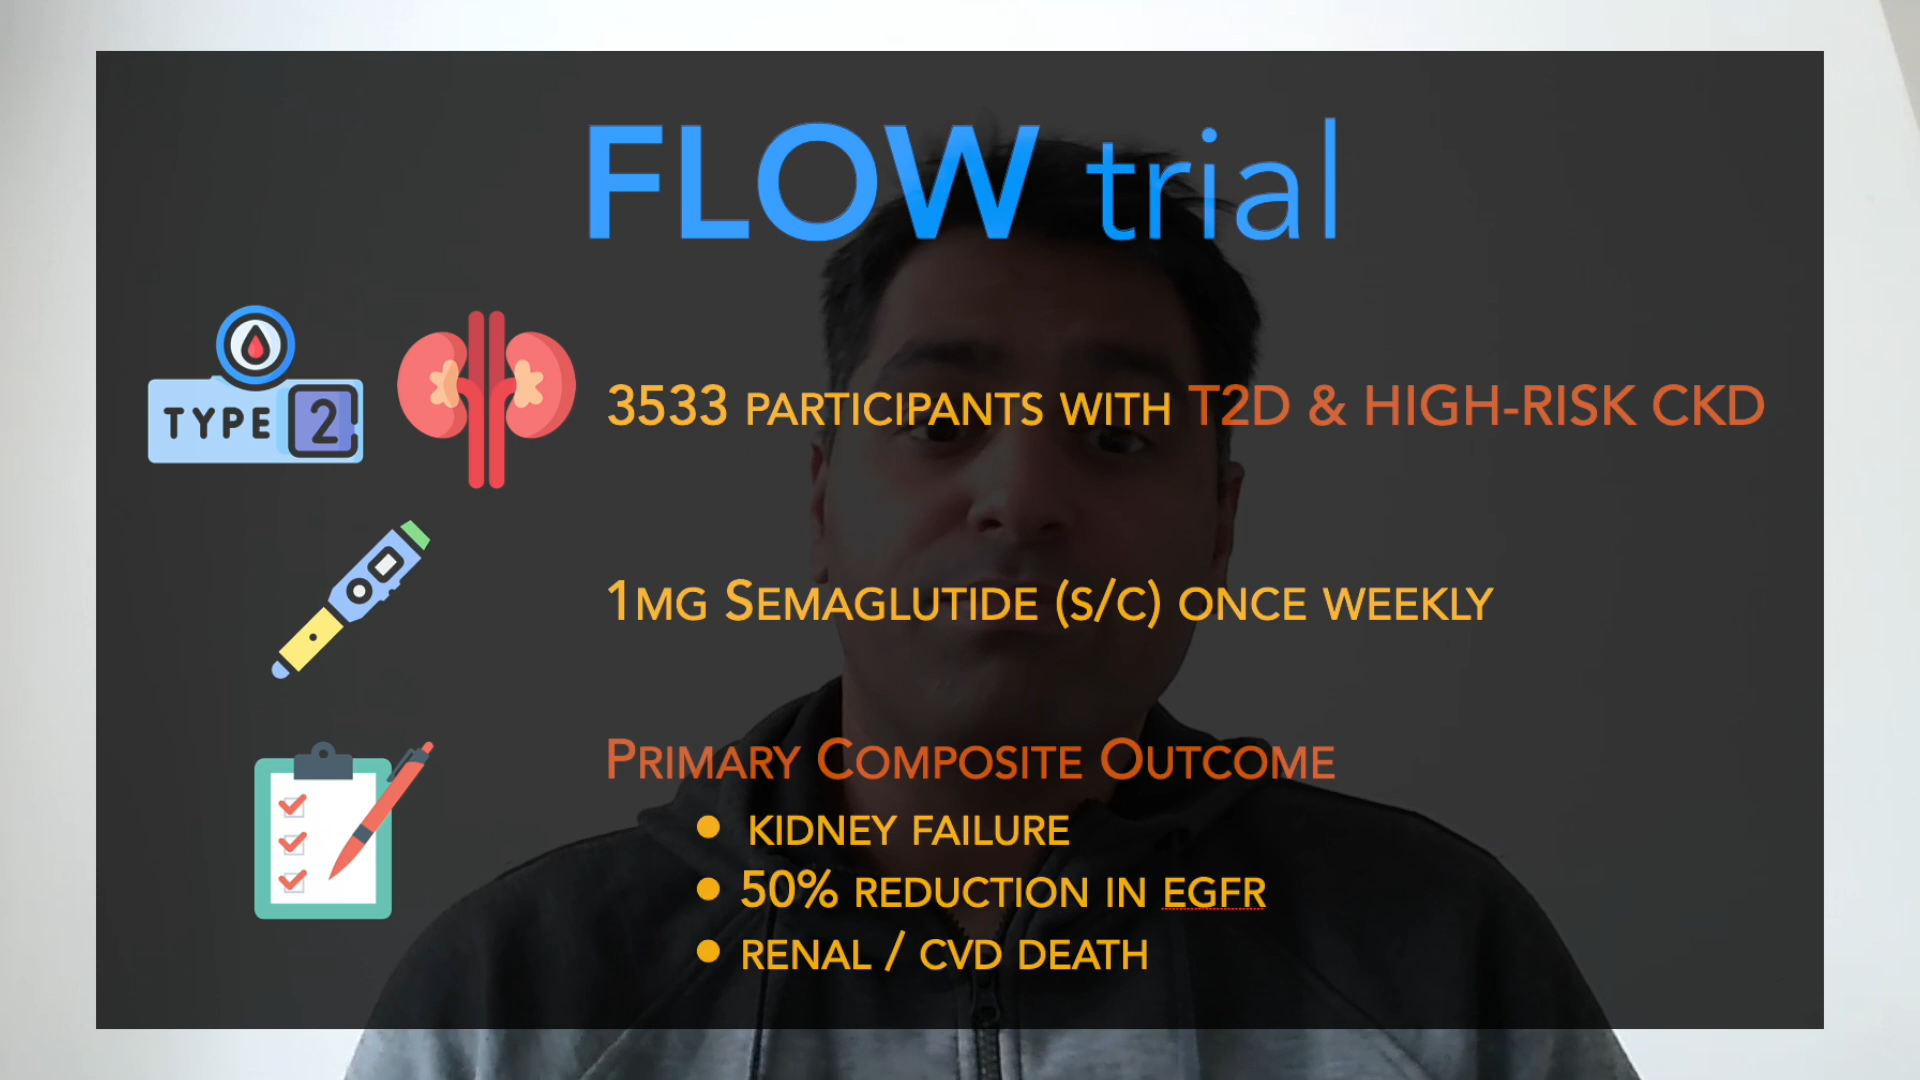 FLOW trial
TYPE 2
3533 PARTICIPANTS WITH T2D & HIGH-RISK CKD
1MG SEMAGLUTIDE (S/C) ONCE WEEKLY
PRIMARY COMPOSITE OUTCOME
• KIDNEY FAILURE
• 50% REDUCTION IN EGFR
• RENAL / CVD DEATH